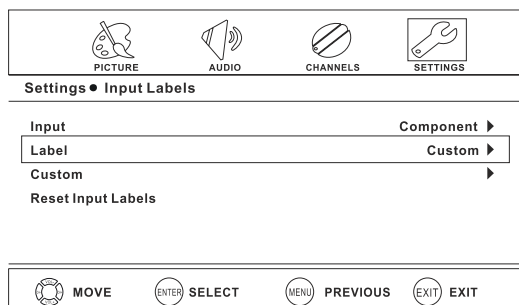 PICTURE AUDIO CHANNELS SETTINGS
Settings ● Input Labels
Input Component ▶
Label Custom ▶
Custom ▶
Reset Input Labels
MOVE ENTER SELECT MENU PREVIOUS EXIT EXIT